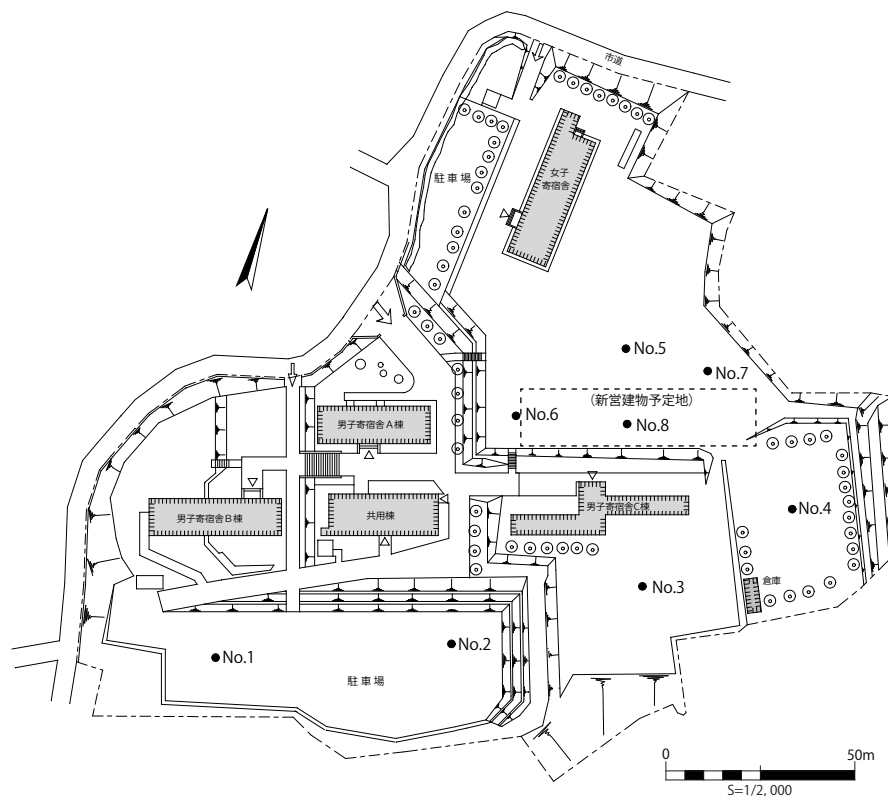 市道
駐車場
女子
寄宿舎
No.5
No.7
(新営建物予定地)
No.6
No.8
男子寄宿舎A棟
男子寄宿舎B棟
共用棟
男子寄宿舎C棟
No.4
No.3
倉庫
No.1
No.2
駐車場
0
50m
S=1/2, 000